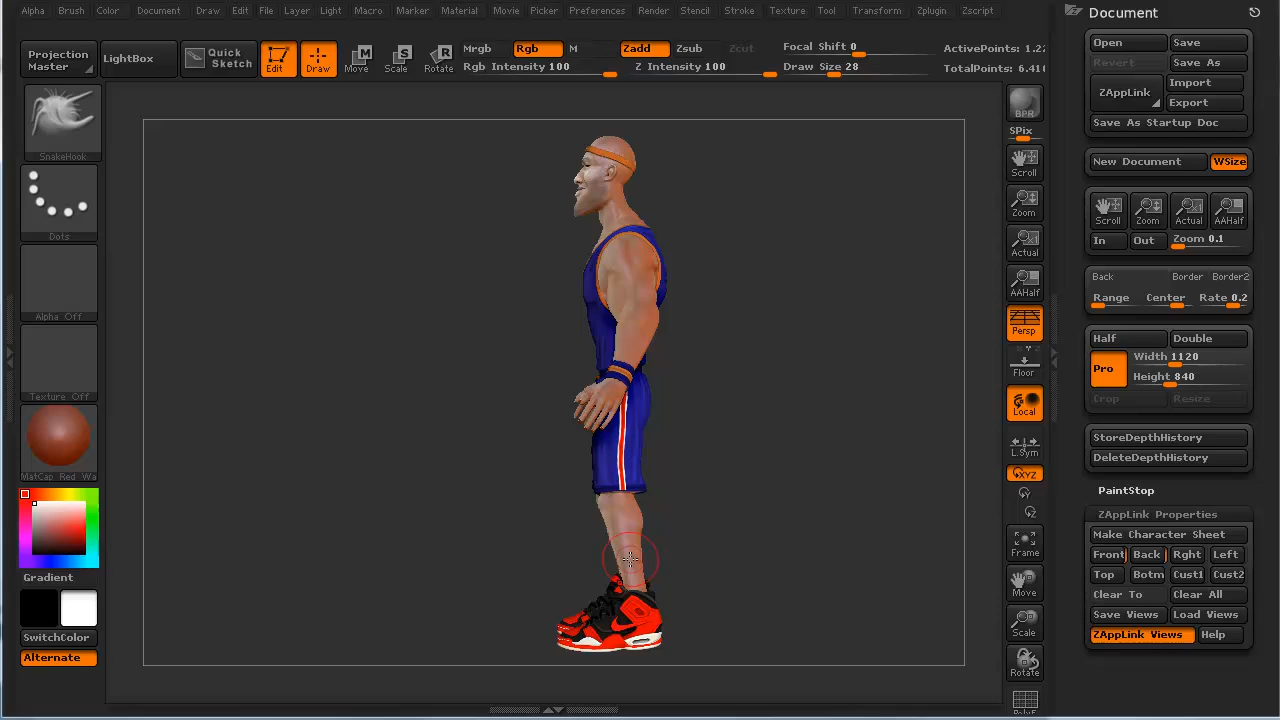 Alpha Brush Color Document Draw Edit File Layer Light Macro Marker Material Movie Picker Preferences Render Stencil Stroke Texture Tool Transform Zplugin Zscript
Document
Projection Master
LightBox
Quick Sketch
Edit
Draw
Move
Scale
Rotate
Mrgb Rgb M
Rgb Intensity 100
Zadd Zsub Zcut
Z Intensity 100
Focal Shift 0
Draw Size 28
ActivePoints: 1.22
TotalPoints: 6.416
SnakeHook
Dots
Alpha Off
Texture Off
MatCap Red Wa
Gradient
SwitchColor
Alternate
BPR
SPix
Scroll
Zoom
Actual
AAHalf
Persp
Floor
Local
L.Sym
XYZ
Y
Z
Frame
Move
Scale
Rotate
PolyF
Open Save
Revert Save As
ZAppLink Import
Export
Save As Startup Doc
New Document WSize
Scroll Zoom Actual AAHalf
In Out Zoom 0.1
Back Border Border2
Range Center Rate 0.2
Half Double
Pro Width 1120
Height 840
Crop Resize
StoreDepthHistory
DeleteDepthHistory
PaintStop
ZAppLink Properties
Make Character Sheet
Front Back Rght Left
Top Botm Cust1 Cust2
Clear To Clear All
Save Views Load Views
ZAppLink Views Help